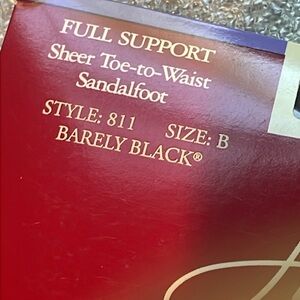 FULL SUPPORT
Sheer Toe-to-Waist
Sandalfoot
STYLE: 811 SIZE: B
BARELY BLACK®